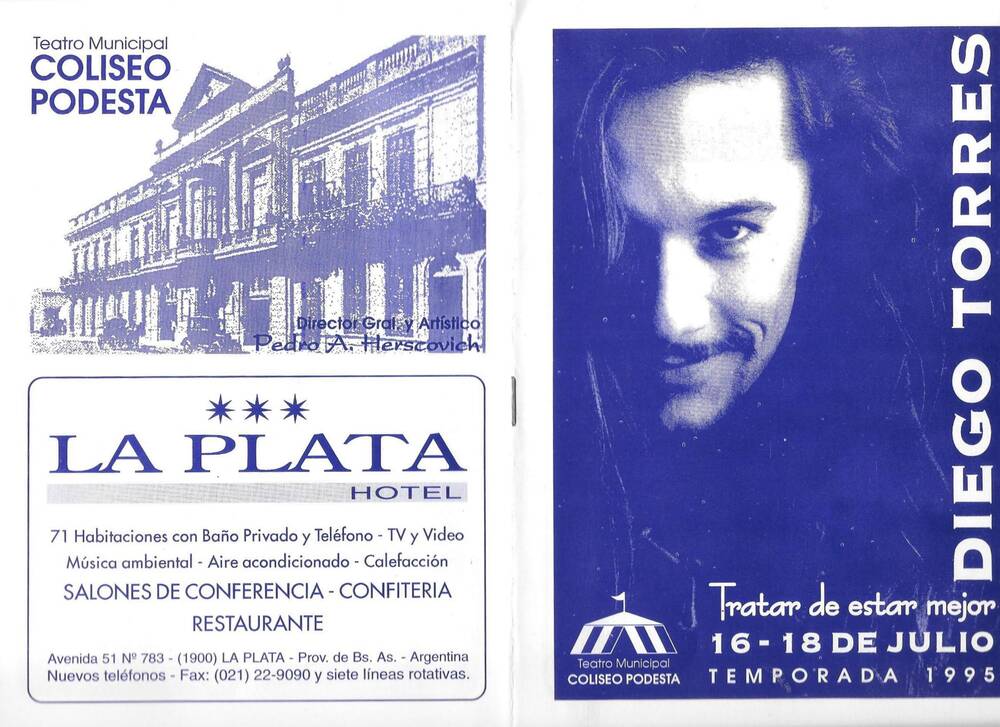 Teatro Municipal
COLISEO
PODESTA
Director Gral. y Artístico
Pedro A. Herscovich
LA PLATA
HOTEL
71 Habitaciones con Baño Privado y Teléfono - TV y Video
Música ambiental - Aire acondicionado - Calefacción
SALONES DE CONFERENCIA - CONFITERIA
RESTAURANTE
Avenida 51 Nº 783 - (1900) LA PLATA - Prov. de Bs. As. - Argentina
Nuevos teléfonos - Fax: (021) 22-9090 y siete líneas rotativas.
DIEGO TORRES
Tratar de estar mejor
16 - 18 DE JULIO
TEMPORADA 1995
Teatro Municipal
COLISEO PODESTA